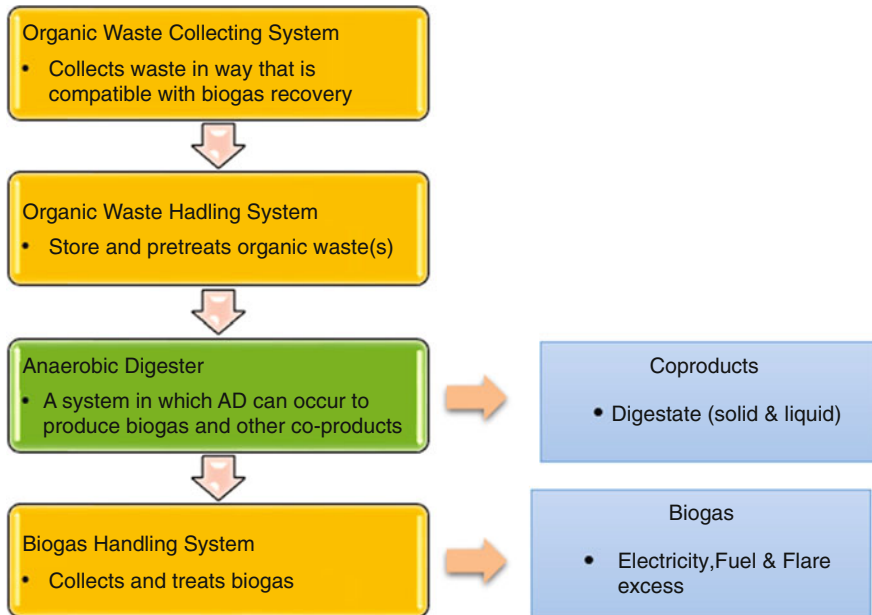 Organic Waste Collecting System
• Collects waste in way that is
compatible with biogas recovery
Organic Waste Hadling System
• Store and pretreats organic waste(s)
Anaerobic Digester
• A system in which AD can occur to
produce biogas and other co-products
Coproducts
• Digestate (solid & liquid)
Biogas Handling System
• Collects and treats biogas
Biogas
• Electricity,Fuel & Flare
excess